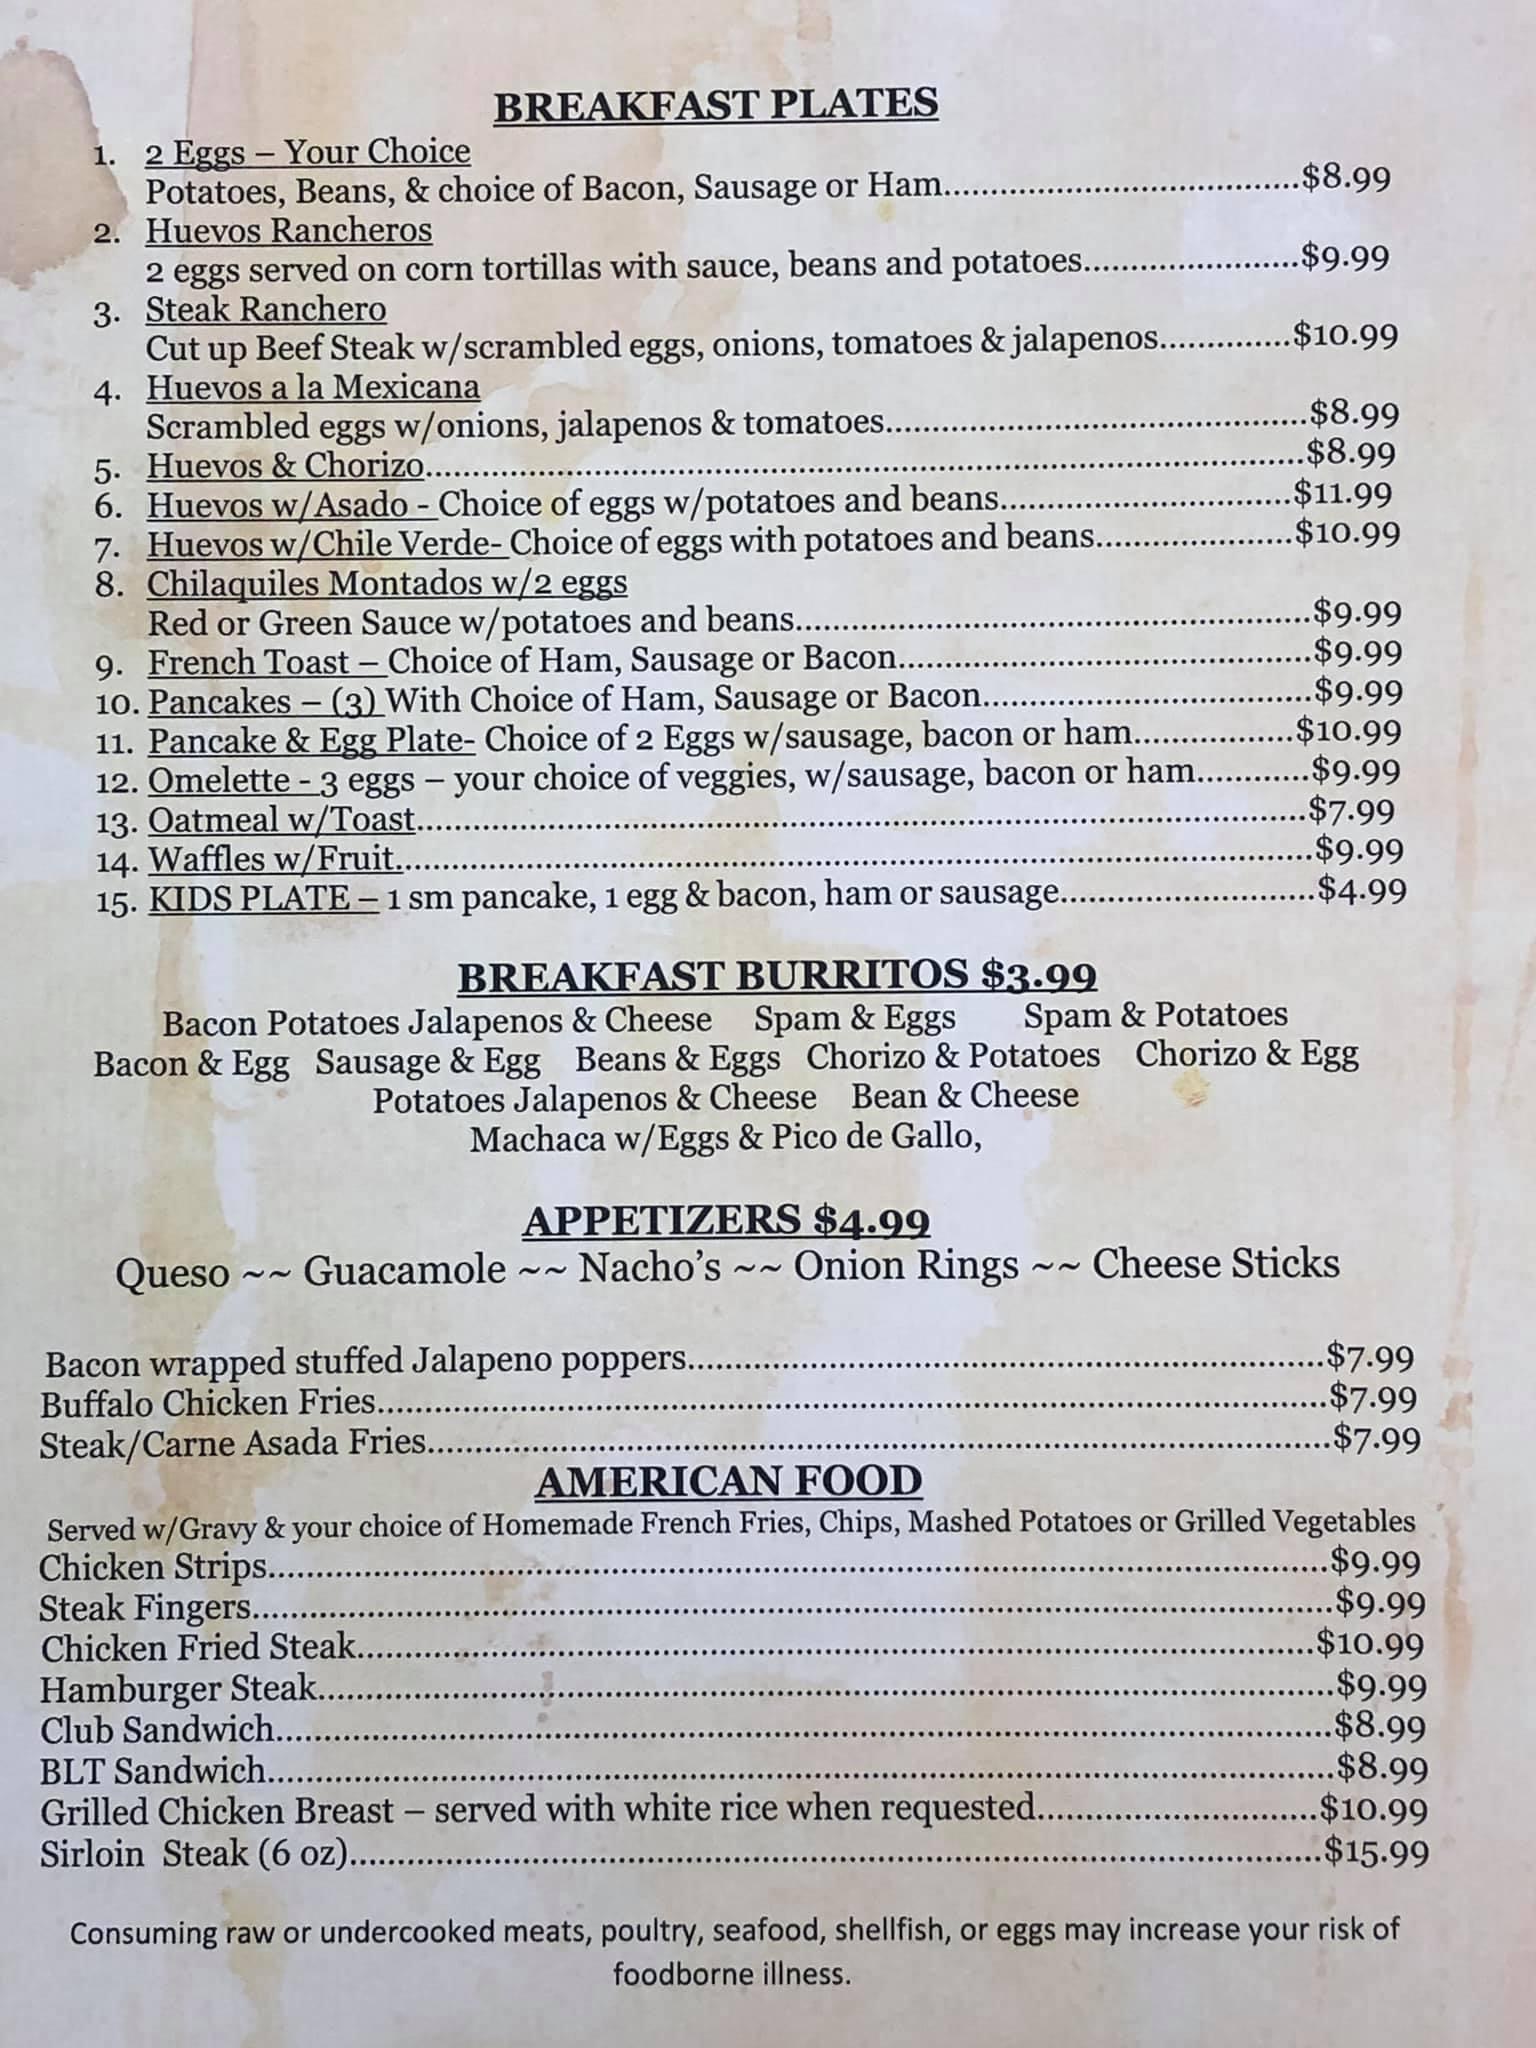 BREAKFAST PLATES
1. 2 Eggs – Your Choice
Potatoes, Beans, & choice of Bacon, Sausage or Ham......................................$8.99
2. Huevos Rancheros
2 eggs served on corn tortillas with sauce, beans and potatoes.......................$9.99
3. Steak Ranchero
Cut up Beef Steak w/scrambled eggs, onions, tomatoes & jalapenos..............$10.99
4. Huevos a la Mexicana
Scrambled eggs w/onions, jalapenos & tomatoes.............................................$8.99
5. Huevos & Chorizo..............................................................................................$8.99
6. Huevos w/Asado - Choice of eggs w/potatoes and beans...............................$11.99
7. Huevos w/Chile Verde- Choice of eggs with potatoes and beans.....................$10.99
8. Chilaquiles Montados w/2 eggs
Red or Green Sauce w/potatoes and beans.......................................................$9.99
9. French Toast – Choice of Ham, Sausage or Bacon............................................$9.99
10. Pancakes – (3) With Choice of Ham, Sausage or Bacon...................................$9.99
11. Pancake & Egg Plate- Choice of 2 Eggs w/sausage, bacon or ham.................$10.99
12. Omelette - 3 eggs – your choice of veggies, w/sausage, bacon or ham............$9.99
13. Oatmeal w/Toast...............................................................................................$7.99
14. Waffles w/Fruit.................................................................................................$9.99
15. KIDS PLATE – 1 sm pancake, 1 egg & bacon, ham or sausage...........................$4.99
BREAKFAST BURRITOS $3.99
Bacon Potatoes Jalapenos & Cheese Spam & Eggs Spam & Potatoes
Bacon & Egg Sausage & Egg Beans & Eggs Chorizo & Potatoes Chorizo & Egg
Potatoes Jalapenos & Cheese Bean & Cheese
Machaca w/Eggs & Pico de Gallo,
APPETIZERS $4.99
Queso ~~ Guacamole ~~ Nacho's ~~ Onion Rings ~~ Cheese Sticks
Bacon wrapped stuffed Jalapeno poppers....................................................................$7.99
Buffalo Chicken Fries.....................................................................................................$7.99
Steak/Carne Asada Fries................................................................................................$7.99
AMERICAN FOOD
Served w/Gravy & your choice of Homemade French Fries, Chips, Mashed Potatoes or Grilled Vegetables
Chicken Strips.................................................................................................................$9.99
Steak Fingers...................................................................................................................$9.99
Chicken Fried Steak......................................................................................................$10.99
Hamburger Steak............................................................................................................$9.99
Club Sandwich................................................................................................................$8.99
BLT Sandwich.................................................................................................................$8.99
Grilled Chicken Breast – served with white rice when requested..............................$10.99
Sirloin Steak (6 oz).......................................................................................................$15.99
Consuming raw or undercooked meats, poultry, seafood, shellfish, or eggs may increase your risk of
foodborne illness.